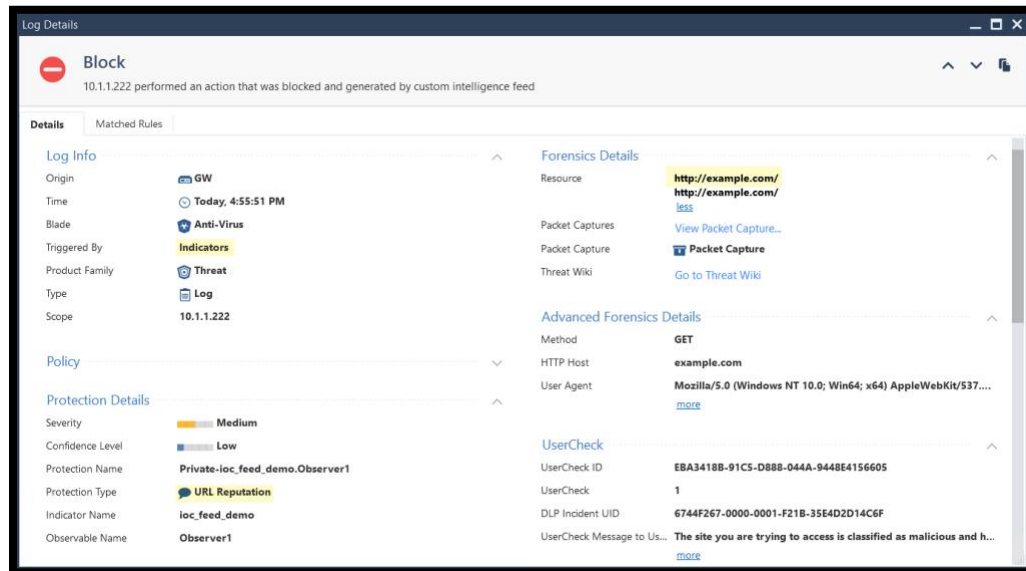 Log Details
Block
10.1.1.222 performed an action that was blocked and generated by custom intelligence feed
Details Matched Rules
Log Info
Origin GW
Time Today, 4:55:51 PM
Blade Anti-Virus
Triggered By Indicators
Product Family Threat
Type Log
Scope 10.1.1.222
Policy
Protection Details
Severity Medium
Confidence Level Low
Protection Name Private-ioc_feed_demo.Observer1
Protection Type URL Reputation
Indicator Name ioc_feed_demo
Observable Name Observer1
Forensics Details
Resource http://example.com/
http://example.com/
less
Packet Captures View Packet Capture...
Packet Capture Packet Capture
Threat Wiki Go to Threat Wiki
Advanced Forensics Details
Method GET
HTTP Host example.com
User Agent Mozilla/5.0 (Windows NT 10.0; Win64; x64) AppleWebKit/537....
more
UserCheck
UserCheck ID EBA3418B-91C5-D888-044A-9448E4156605
UserCheck 1
DLP Incident UID 6744F267-0000-0001-F21B-35E4D2D14C6F
UserCheck Message to Us... The site you are trying to access is classified as malicious and h...
more